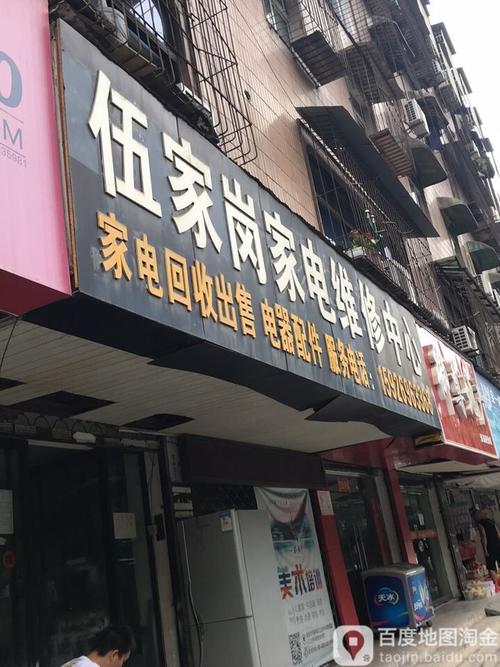 伍家岗家电维修中心
家电回收出售 电器配件 服务电话:
美术培训
天冰
百度地图淘金
taojin.baidu.com